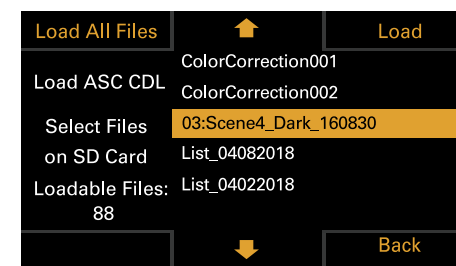 Load All Files
Load
Load ASC CDL
Select Files
on SD Card
Loadable Files:
88
ColorCorrection001
ColorCorrection002
03:Scene4_Dark_160830
List_04082018
List_04022018
Back